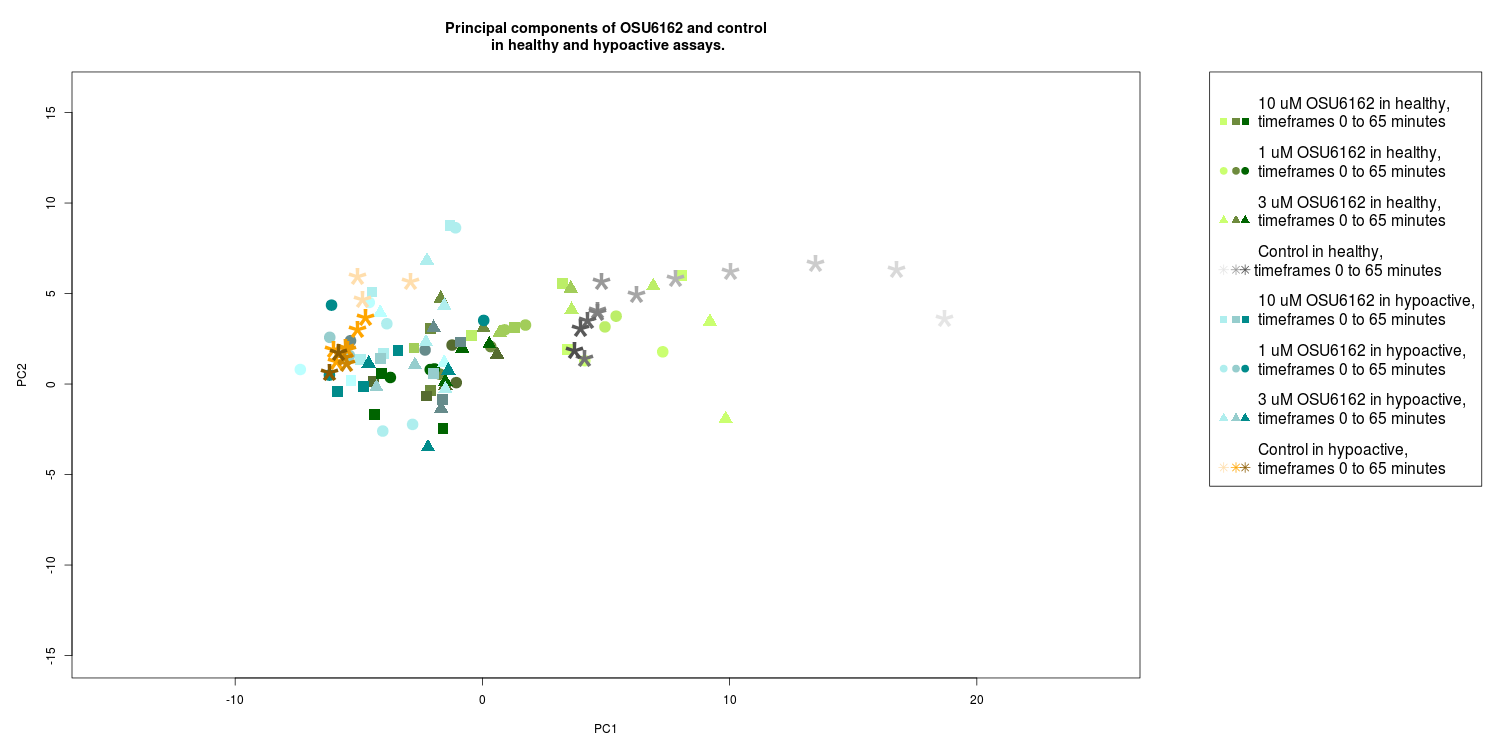 Principal components of OSU6162 and control
in healthy and hypoactive assays.
15
10
5
0
-5
-10
-15
PC2
-10
0
10
20
PC1
10 uM OSU6162 in healthy,
timeframes 0 to 65 minutes
1 uM OSU6162 in healthy,
timeframes 0 to 65 minutes
3 uM OSU6162 in healthy,
timeframes 0 to 65 minutes
Control in healthy,
timeframes 0 to 65 minutes
10 uM OSU6162 in hypoactive,
timeframes 0 to 65 minutes
1 uM OSU6162 in hypoactive,
timeframes 0 to 65 minutes
3 uM OSU6162 in hypoactive,
timeframes 0 to 65 minutes
Control in hypoactive,
timeframes 0 to 65 minutes